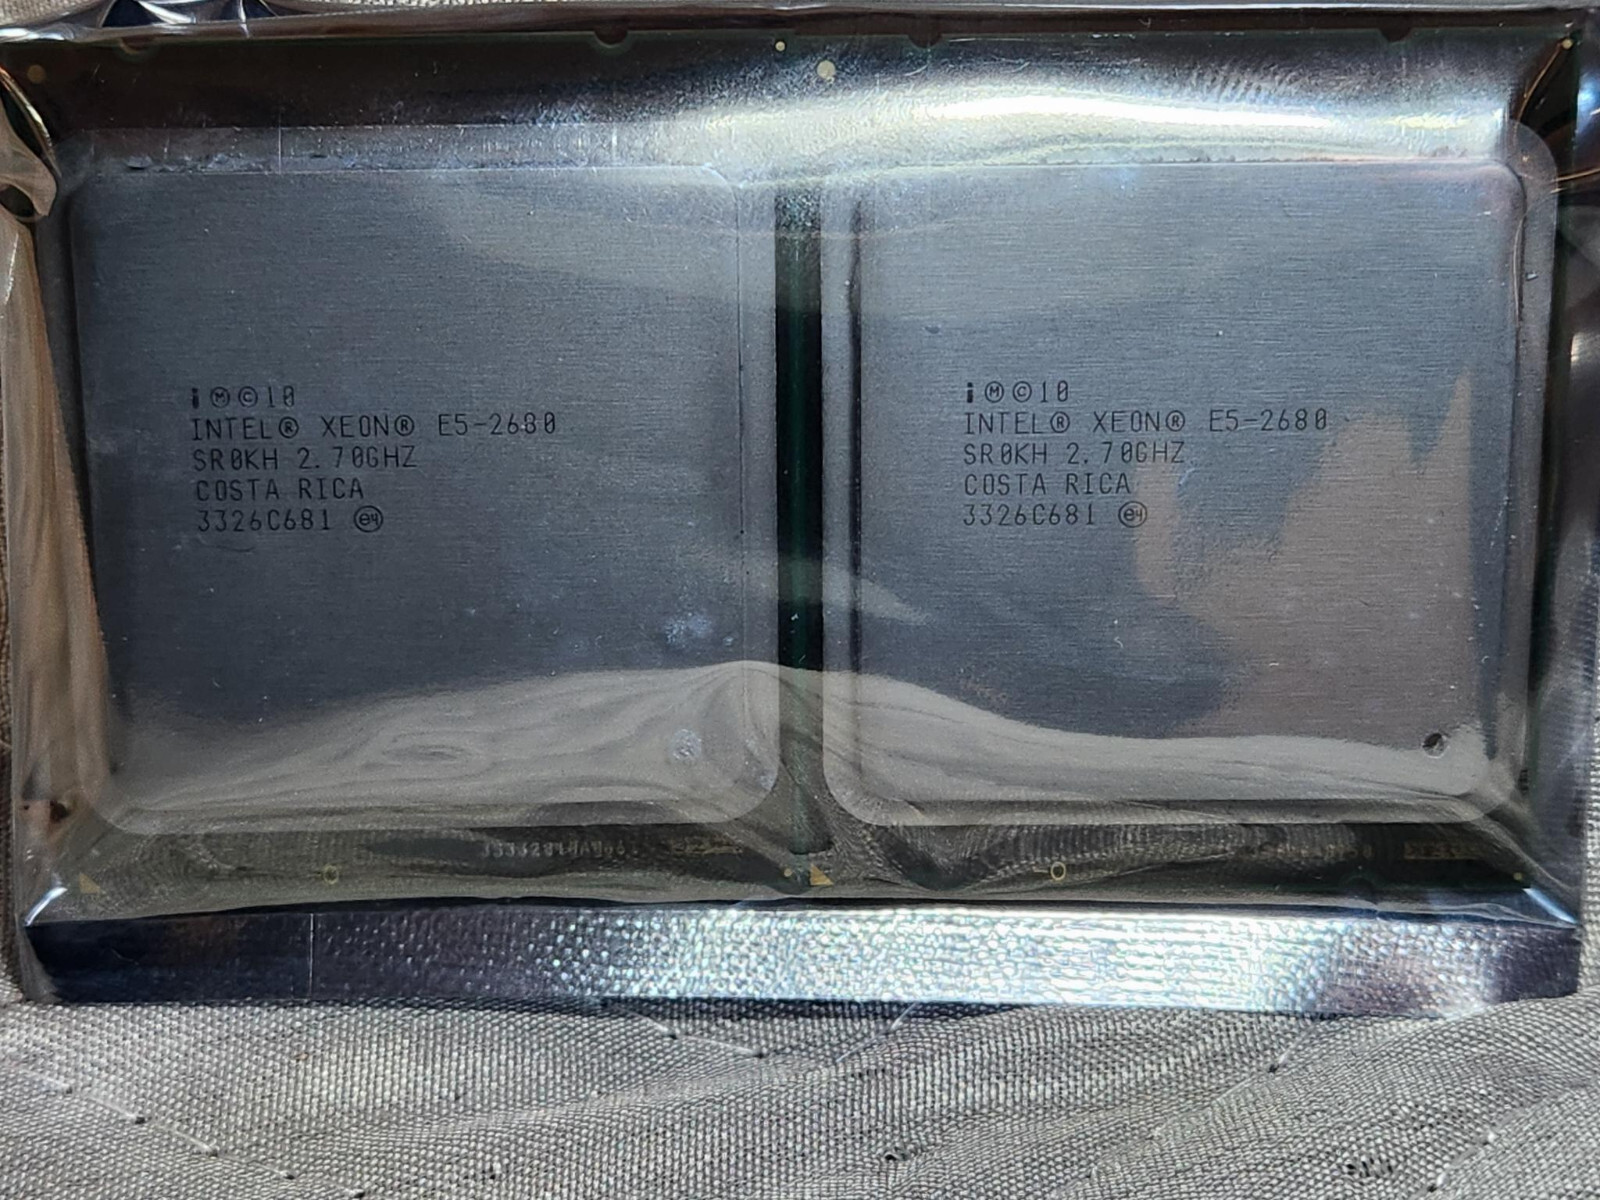 i Ⓜ©10
INTEL® XEON® E5-2680
SR0KH 2.70GHZ
COSTA RICA
3326C681 e4
i Ⓜ©10
INTEL® XEON® E5-2680
SR0KH 2.70GHZ
COSTA RICA
3326C681 e4